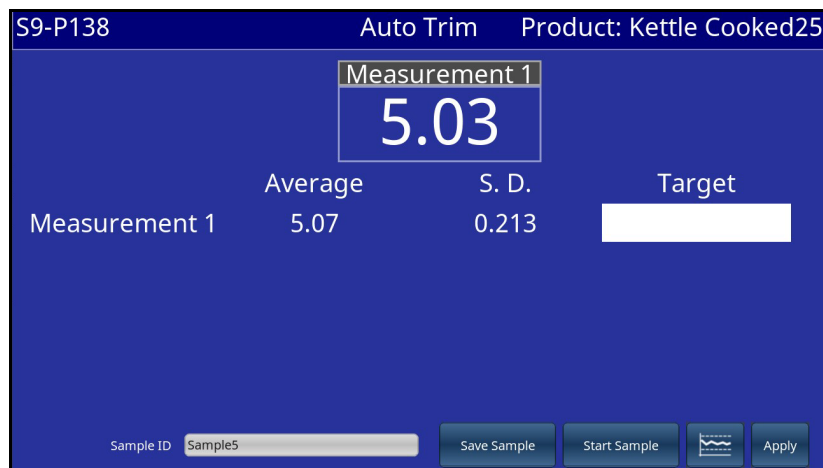 S9-P138 Auto Trim Product: Kettle Cooked25
Measurement 1
5.03
Average S. D. Target
Measurement 1 5.07 0.213
Sample ID Sample5 Save Sample Start Sample Apply